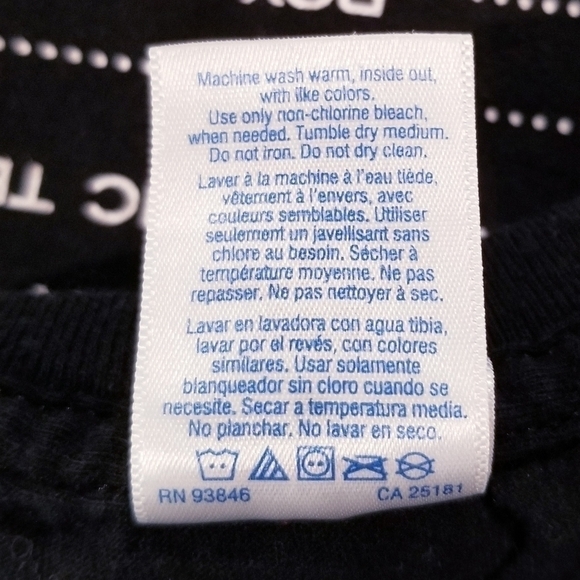 Machine wash warm, inside out,
with like colors.
Use only non-chlorine bleach,
when needed. Tumble dry medium.
Do not iron. Do not dry clean.
Laver à la machine à l'eau tiède,
vêtement à l'envers, avec
couleurs semblables. Utiliser
seulement un javellisant sans
chlore au besoin. Sécher à
température moyenne. Ne pas
repasser. Ne pas nettoyer à sec.
Lavar en lavadora con agua tibia,
lavar por el revés, con colores
similares. Usar solamente
blanqueador sin cloro cuando se
necesite. Secar a temperatura media.
No planchar. No lavar en seco.
RN 93846 CA 25181